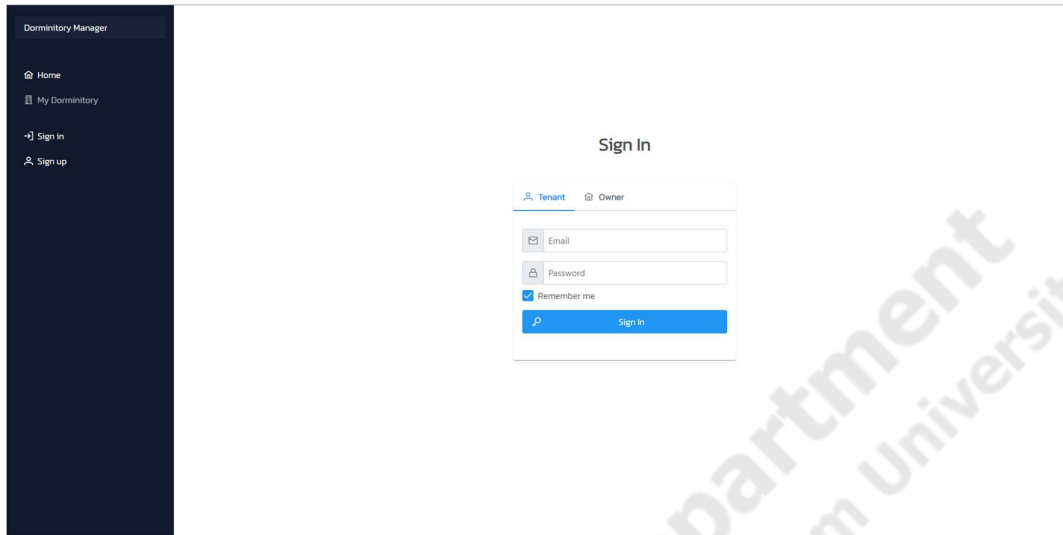 Dorminitory Manager
Home
My Dorminitory
Sign in
Sign up
Sign In
Tenant Owner
Email
Password
Remember me
Sign In